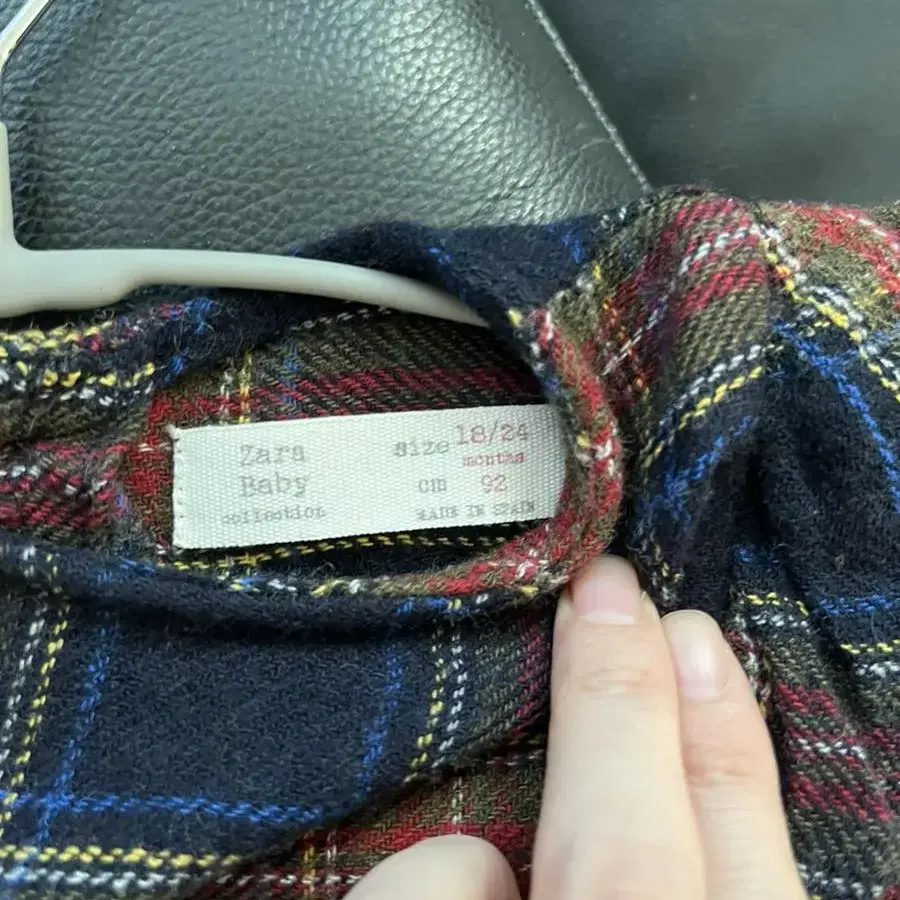 Zara
Baby
collection
size 18/24
months
cm 92
MADE IN SPAIN